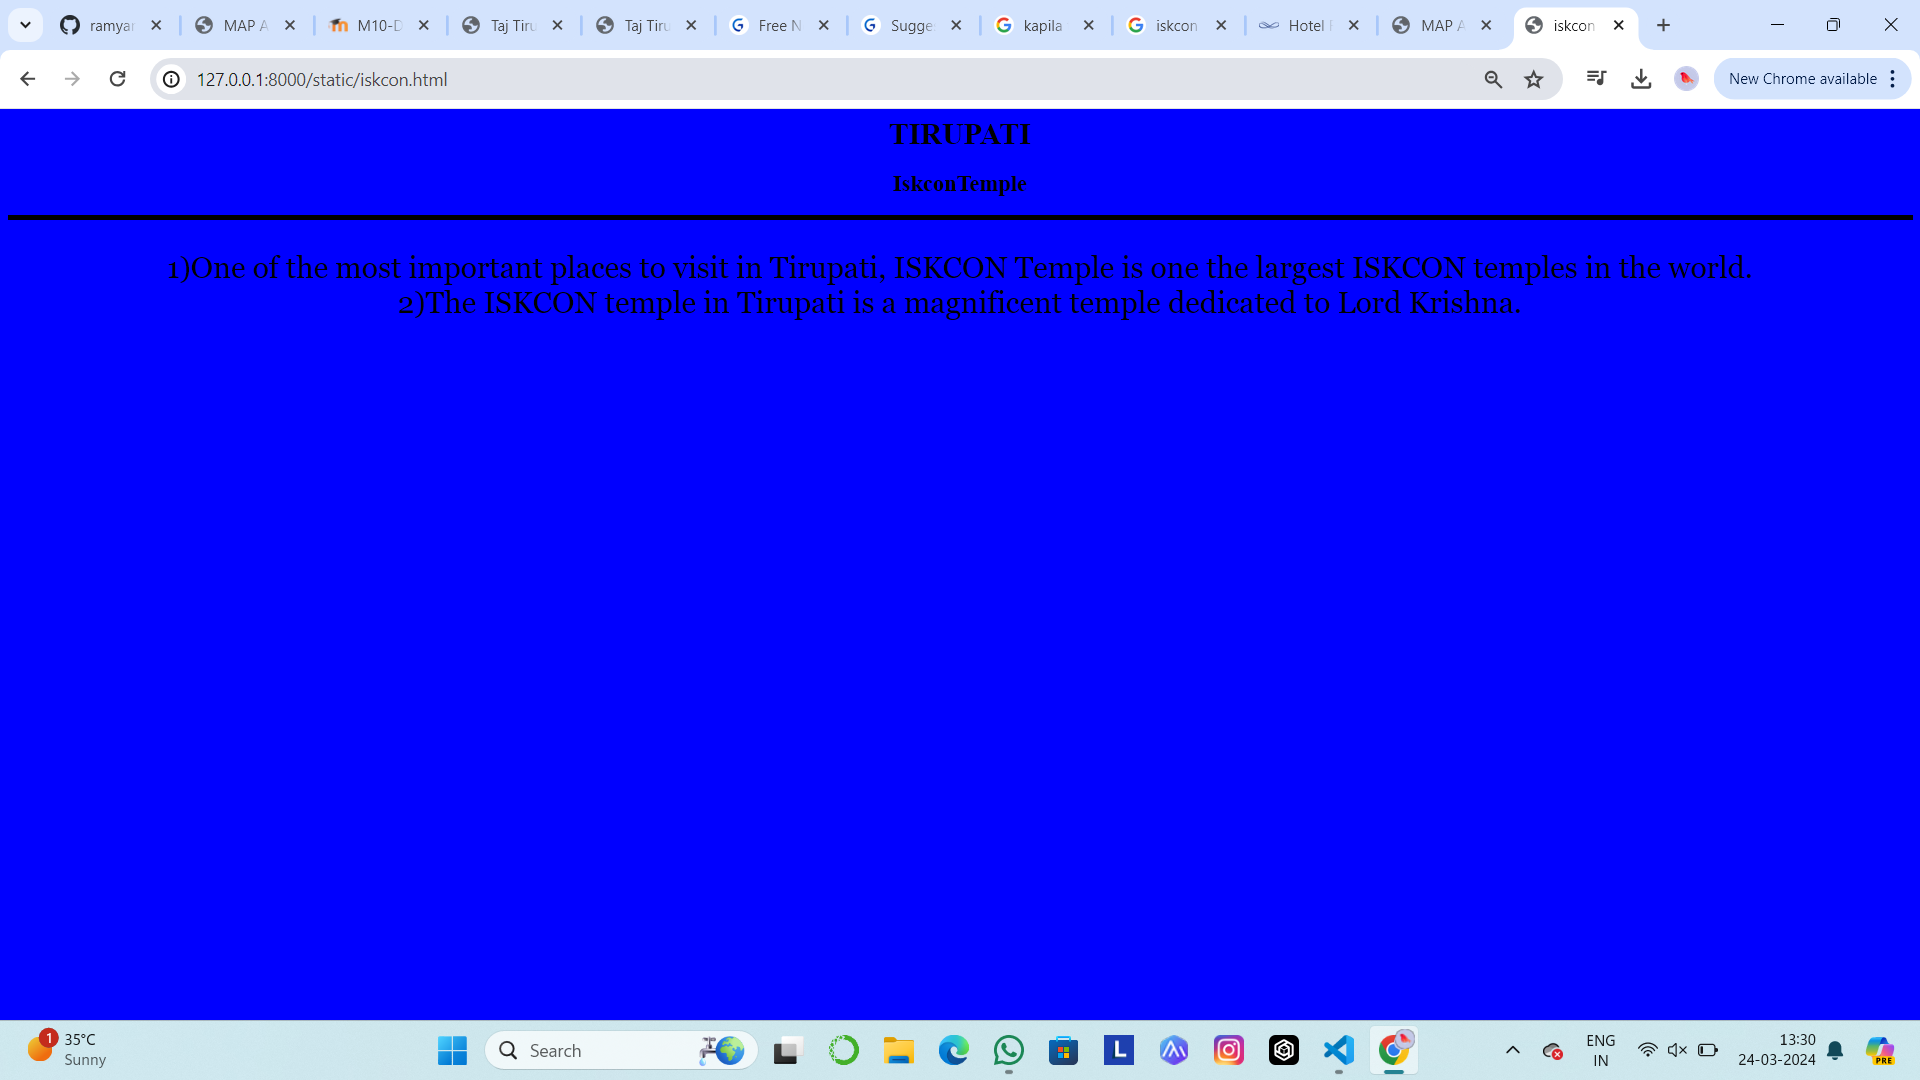 ramyar
MAP A
M10-D
Taj Tiru
Taj Tiru
Free N
Sugge
kapila
iskcon
Hotel
MAP A
iskcon
127.0.0.1:8000/static/iskcon.html
New Chrome available
TIRUPATI
IskconTemple
1)One of the most important places to visit in Tirupati, ISKCON Temple is one the largest ISKCON temples in the world.
2)The ISKCON temple in Tirupati is a magnificent temple dedicated to Lord Krishna.
1
35°C
Sunny
Search
L
ENG
IN
13:30
24-03-2024
PRE